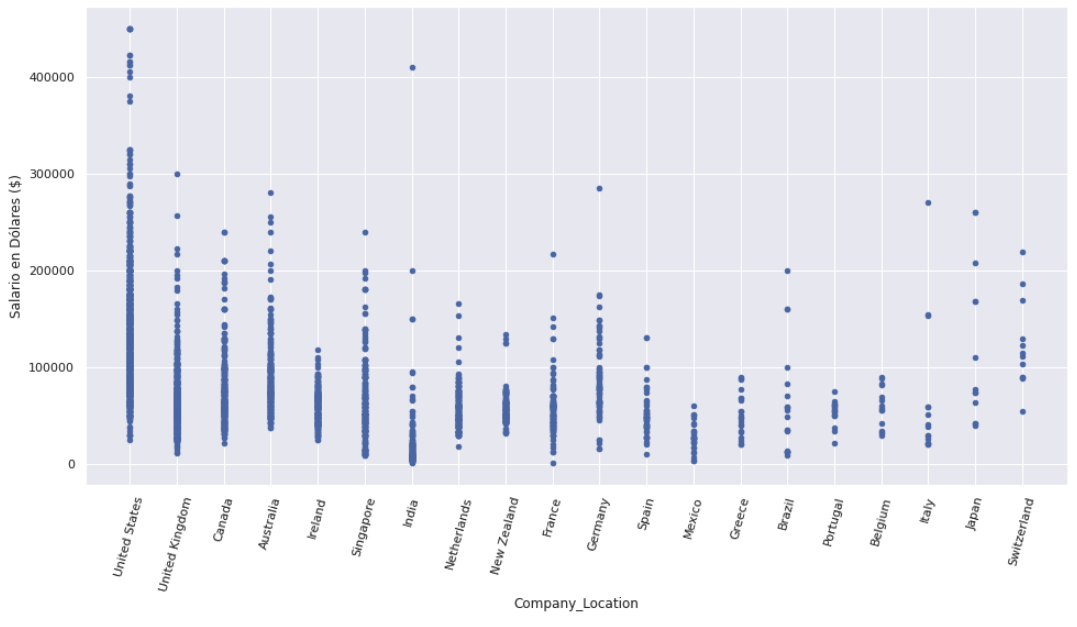 Salario en Dólares ($)
400000
300000
200000
100000
0
United States
United Kingdom
Canada
Australia
Ireland
Singapore
India
Netherlands
New Zealand
France
Germany
Spain
Mexico
Greece
Brazil
Portugal
Belgium
Italy
Japan
Switzerland
Company_Location